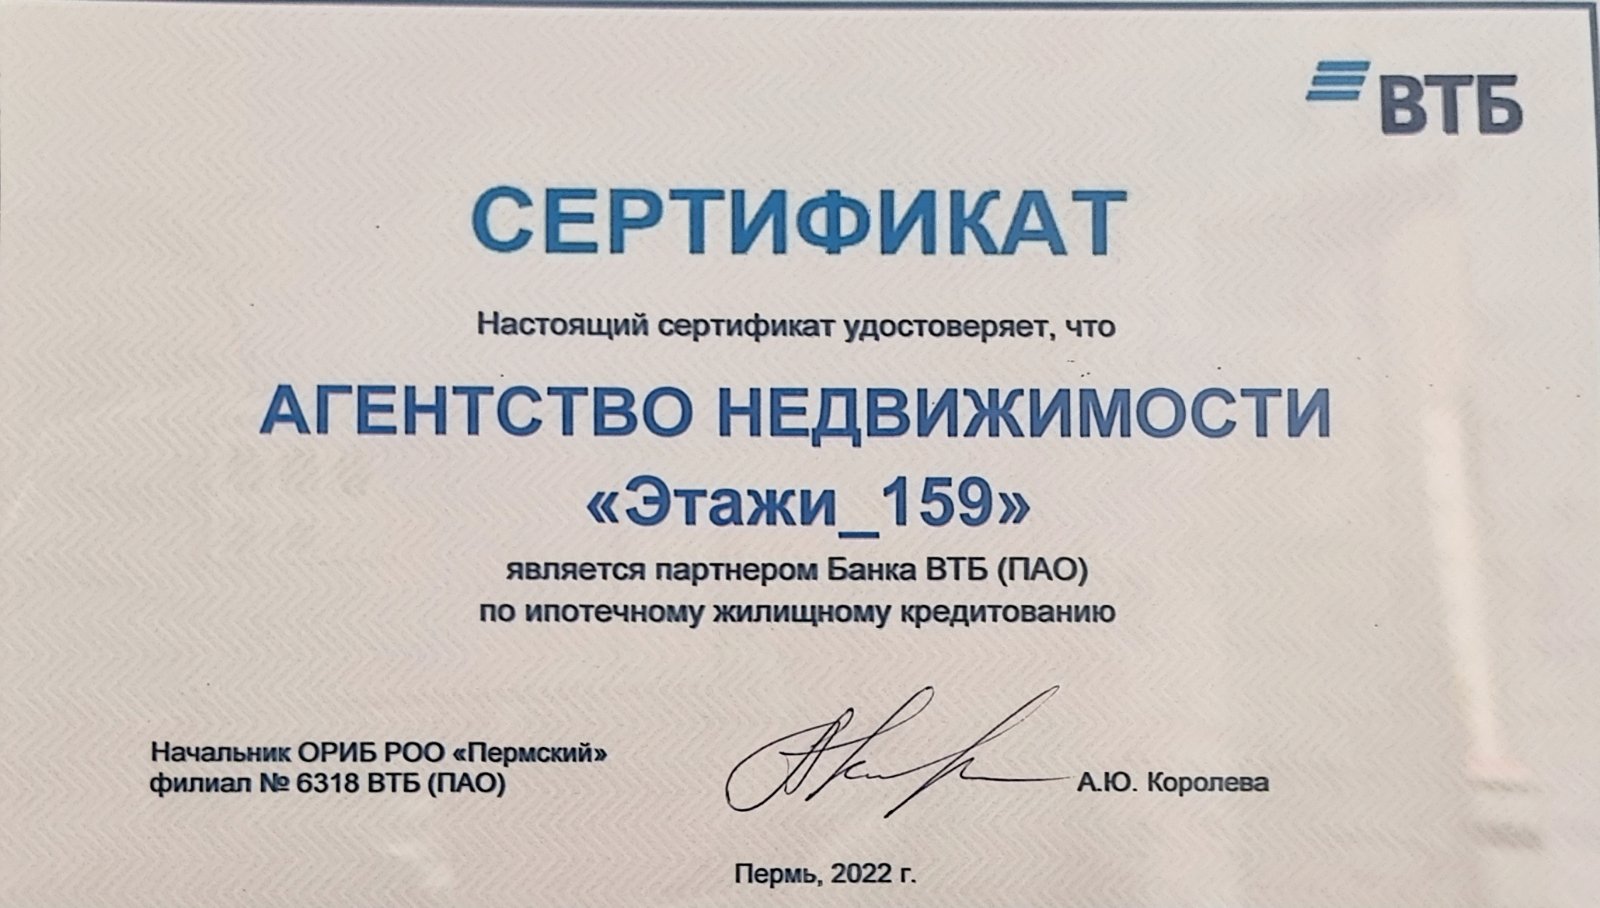 ВТБ
СЕРТИФИКАТ
Настоящий сертификат удостоверяет, что
АГЕНТСТВО НЕДВИЖИМОСТИ
«Этажи_159»
является партнером Банка ВТБ (ПАО)
по ипотечному жилищному кредитованию
Начальник ОРИБ РОО «Пермский»
филиал № 6318 ВТБ (ПАО)
А.Ю. Королева
Пермь, 2022 г.